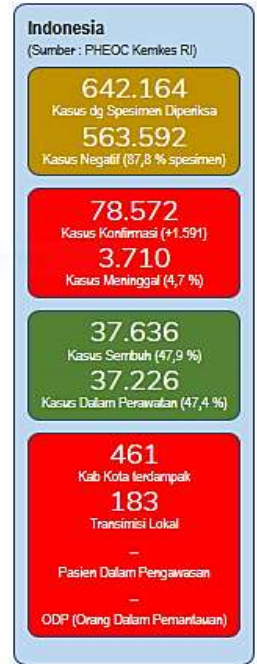 Indonesia
(Sumber : PHEOC Kemkes RI)
642.164
Kasus dg Spesimen Diperiksa
563.592
Kasus Negatif (87,8 % spesimen)
78.572
Kasus Konfirmasi (+1.591)
3.710
Kasus Meninggal (4,7 %)
37.636
Kasus Sembuh (47,9 %)
37.226
Kasus Dalam Perawatan (47,4 %)
461
Kab Kota terdampak
183
Transimisi Lokal
–
Pasien Dalam Pengawasan
–
ODP (Orang Dalam Pemantauan)